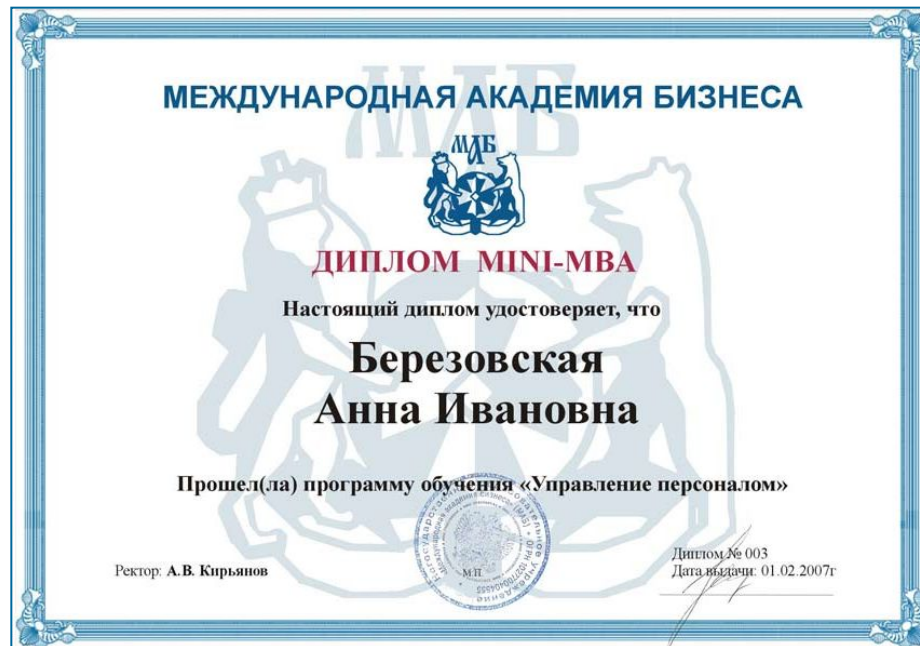 МАБ
МЕЖДУНАРОДНАЯ АКАДЕМИЯ БИЗНЕСА
МАБ
ДИПЛОМ MINI-MBA
Настоящий диплом удостоверяет, что
Березовская
Анна Ивановна
Прошел(ла) программу обучения «Управление персоналом»
Ректор: А.В. Кирьянов
М.П.
Диплом № 003
Дата выдачи: 01.02.2007г